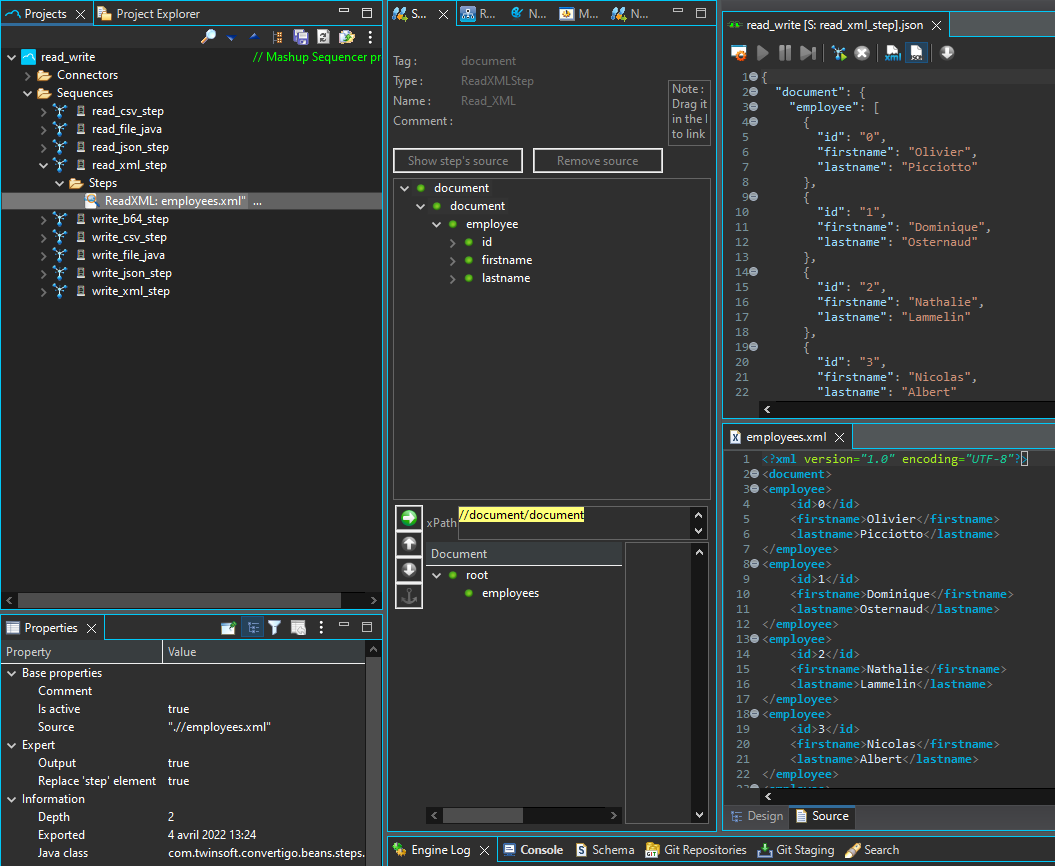 Projects
Project Explorer
read_write
// Mashup Sequencer pr
Connectors
Sequences
read_csv_step
read_file_java
read_json_step
read_xml_step
Steps
ReadXML: employees.xml" ...
write_b64_step
write_csv_step
write_file_java
write_json_step
write_xml_step
Properties
Property Value
Base properties
Comment
Is active true
Source ".//employees.xml"
Expert
Output true
Replace 'step' element true
Information
Depth 2
Exported 4 avril 2022 13:24
Java class com.twinsoft.convertigo.beans.steps.
S... R... N... M... N...
Tag : document
Type : ReadXMLStep
Name : Read_XML
Comment :
Note :
Drag it
in the l
to link
Show step's source
Remove source
document
document
employee
id
firstname
lastname
xPath //document/document
Document
root
employees
read_write [S: read_xml_step].json
1 {
2 "document": {
3 "employee": [
4 {
5 "id": "0",
6 "firstname": "Olivier",
7 "lastname": "Picciotto"
8 },
9 {
10 "id": "1",
11 "firstname": "Dominique",
12 "lastname": "Osternaud"
13 },
14 {
15 "id": "2",
16 "firstname": "Nathalie",
17 "lastname": "Lammelin"
18 },
19 {
20 "id": "3",
21 "firstname": "Nicolas",
22 "lastname": "Albert"
employees.xml
1 <?xml version="1.0" encoding="UTF-8"?>
2 <document>
3 <employee>
4 <id>0</id>
5 <firstname>Olivier</firstname>
6 <lastname>Picciotto</lastname>
7 </employee>
8 <employee>
9 <id>1</id>
10 <firstname>Dominique</firstname>
11 <lastname>Osternaud</lastname>
12 </employee>
13 <employee>
14 <id>2</id>
15 <firstname>Nathalie</firstname>
16 <lastname>Lammelin</lastname>
17 </employee>
18 <employee>
19 <id>3</id>
20 <firstname>Nicolas</firstname>
21 <lastname>Albert</lastname>
22 </employee>
Design Source
Engine Log Console Schema Git Repositories Git Staging Search